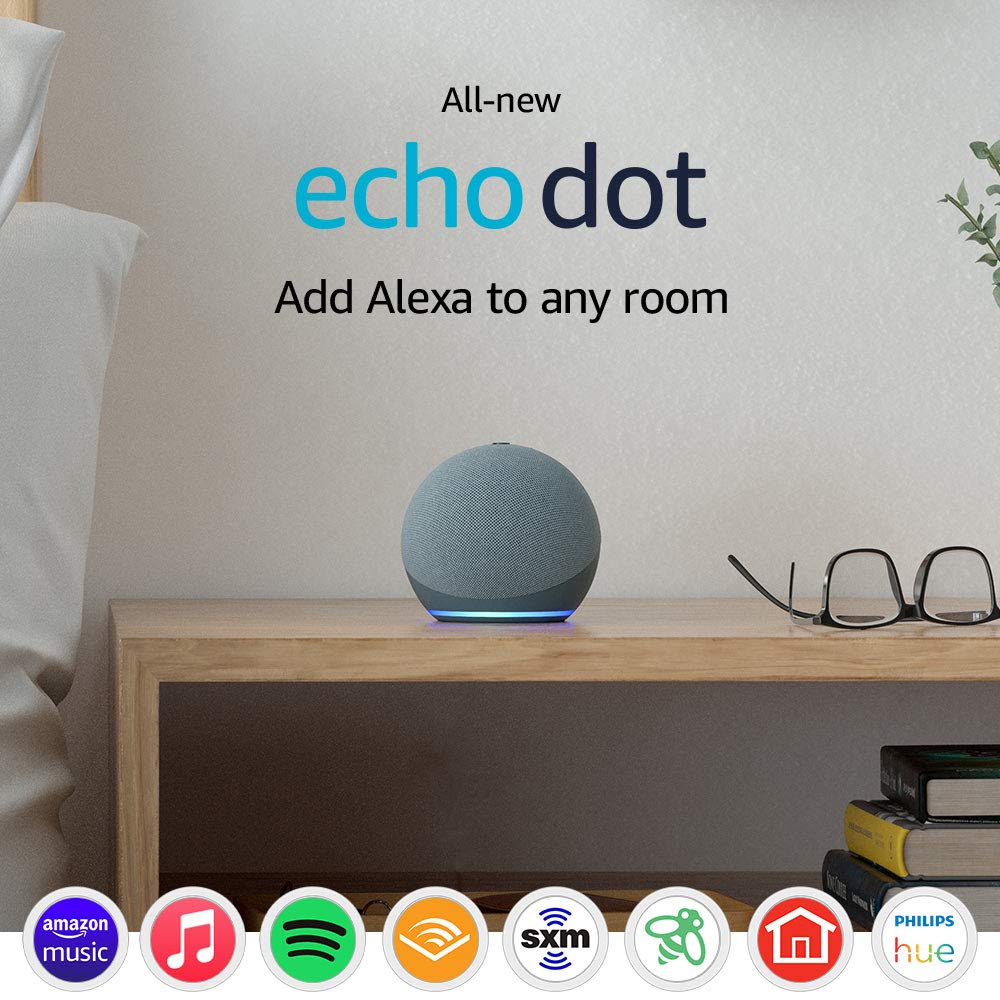 All-new
echo dot
Add Alexa to any room
amazon
music
sxm
PHILIPS
hue